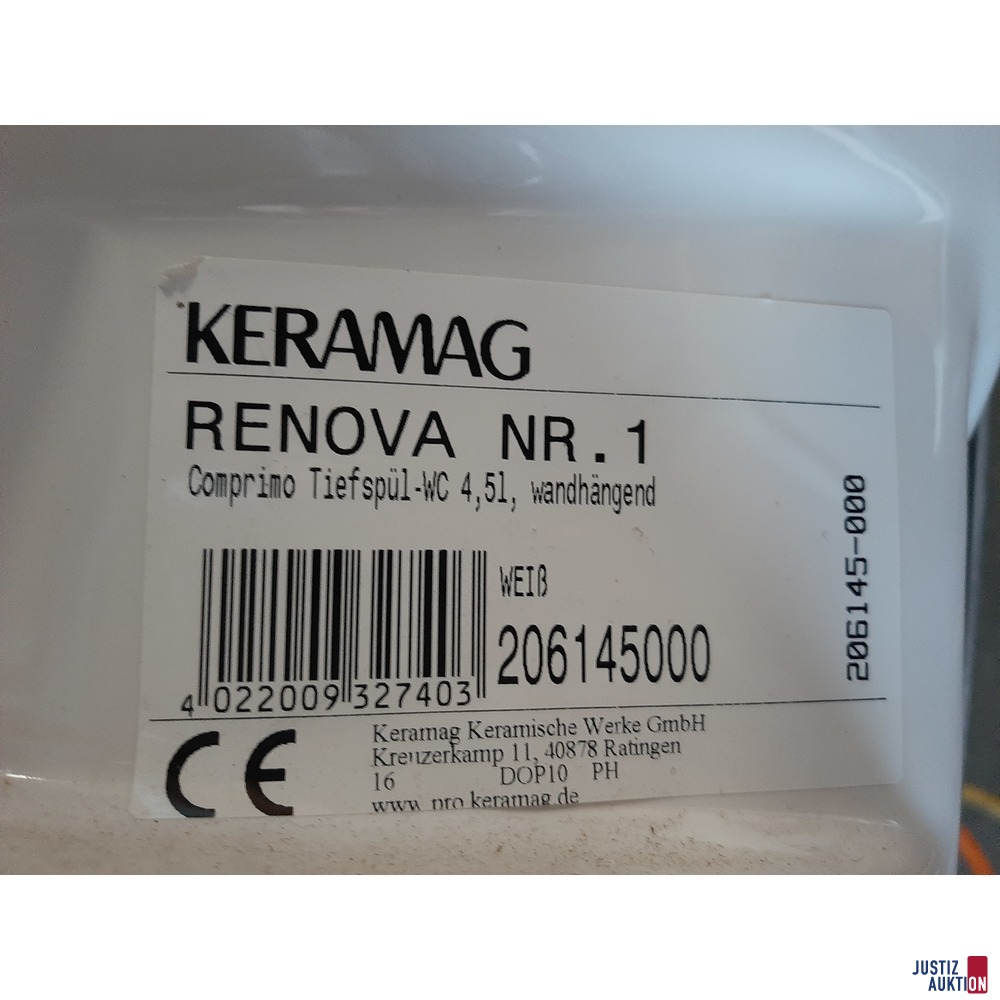 KERAMAG
RENOVA NR.1
Comprimo Tiefspül-WC 4,5l, wandhängend
WEIß
206145000
4 022009 327403
206145-000
CE
Keramag Keramische Werke GmbH
Kreuzerkamp 11, 40878 Ratingen
16 DOP10 PH
www.pro.keramag.de
JUSTIZ
AUKTION